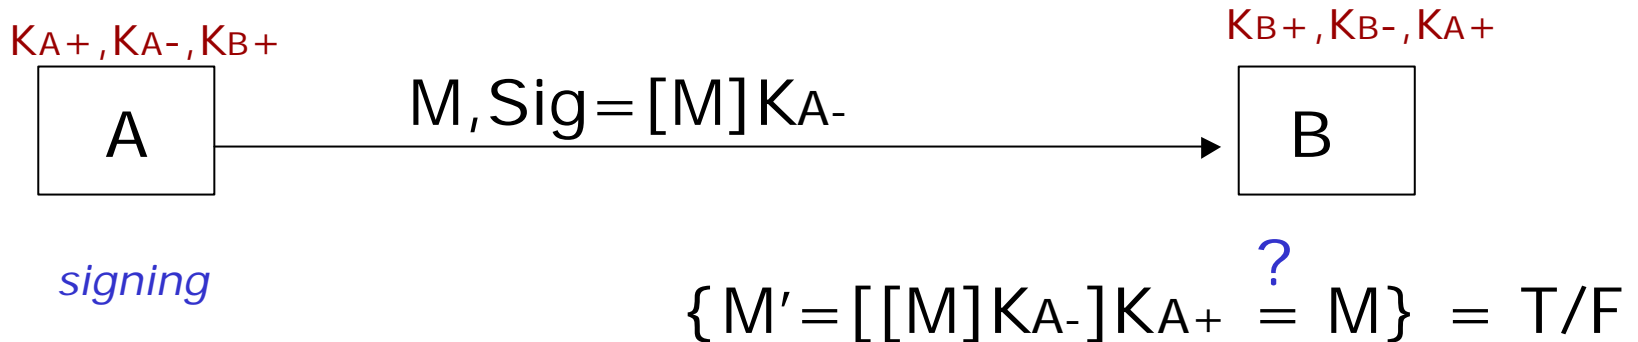 KA+,KA-,KB+
KB+,KB-,KA+
A
M,Sig=[M]KA-
B
signing
?
{M'=[[M]KA-]KA+ = M} = T/F